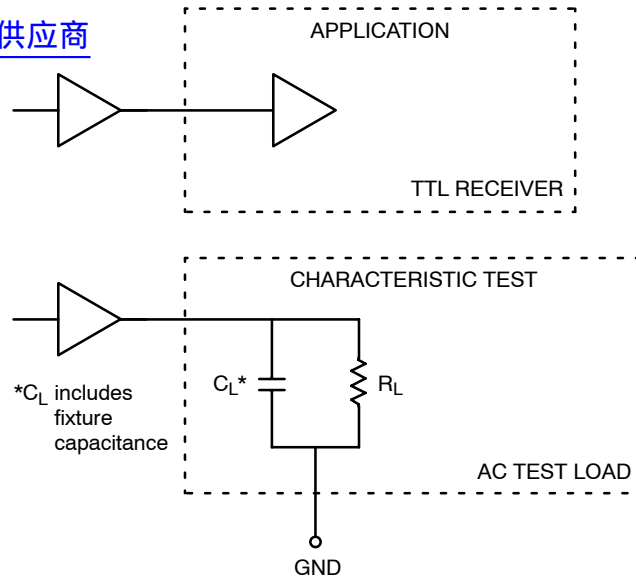 供应商
APPLICATION
TTL RECEIVER
CHARACTERISTIC TEST
*CL includes
fixture
capacitance
CL*
RL
AC TEST LOAD
GND